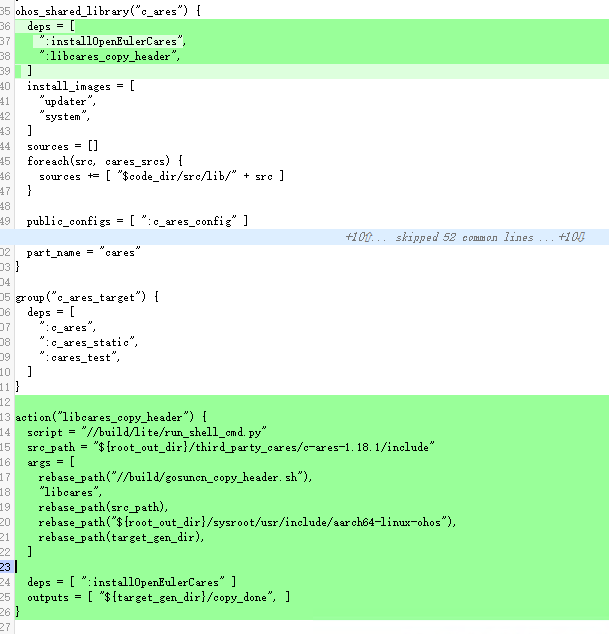 35 ohos_shared_library("c_ares") {
36 deps = [
37 ":installOpenEulerCares",
38 ":libcares_copy_header",
39 ]
40 install_images = [
41 "updater",
42 "system",
43 ]
44 sources = []
45 foreach(src, cares_srcs) {
46 sources += [ "$code_dir/src/lib/" + src ]
47 }
48
49 public_configs = [ ":c_ares_config" ]
+10⇧... skipped 52 common lines ...+10⇩
02 part_name = "cares"
03 }
04
05 group("c_ares_target") {
06 deps = [
07 ":c_ares",
08 ":c_ares_static",
09 ":cares_test",
10 ]
11 }
12
13 action("libcares_copy_header") {
14 script = "//build/lite/run_shell_cmd.py"
15 src_path = "${root_out_dir}/third_party_cares/c-ares-1.18.1/include"
16 args = [
17 rebase_path("//build/gosuncn_copy_header.sh"),
18 "libcares",
19 rebase_path(src_path),
20 rebase_path("${root_out_dir}/sysroot/usr/include/aarch64-linux-ohos"),
21 rebase_path(target_gen_dir),
22 ]
23
24 deps = [ ":installOpenEulerCares" ]
25 outputs = [ "${target_gen_dir}/copy_done", ]
26 }
27